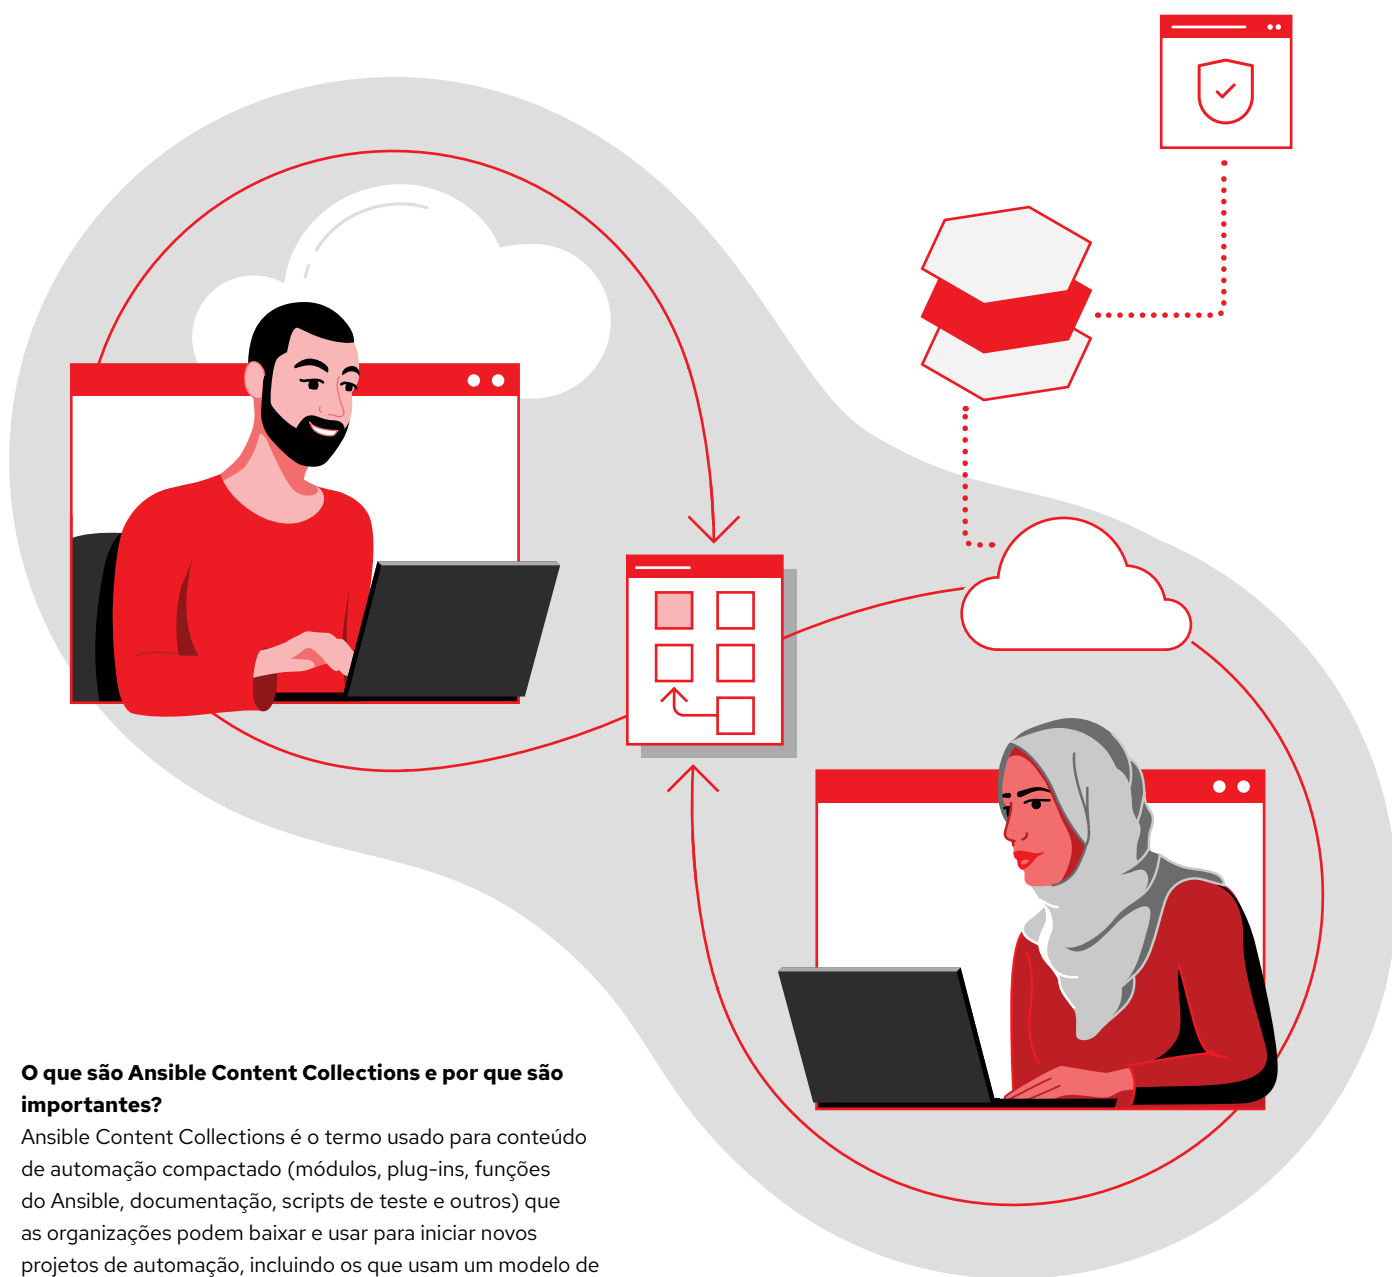 O que são Ansible Content Collections e por que são
importantes?
Ansible Content Collections é o termo usado para conteúdo
de automação compactado (módulos, plug-ins, funções
do Ansible, documentação, scripts de teste e outros) que
as organizações podem baixar e usar para iniciar novos
projetos de automação, incluindo os que usam um modelo de